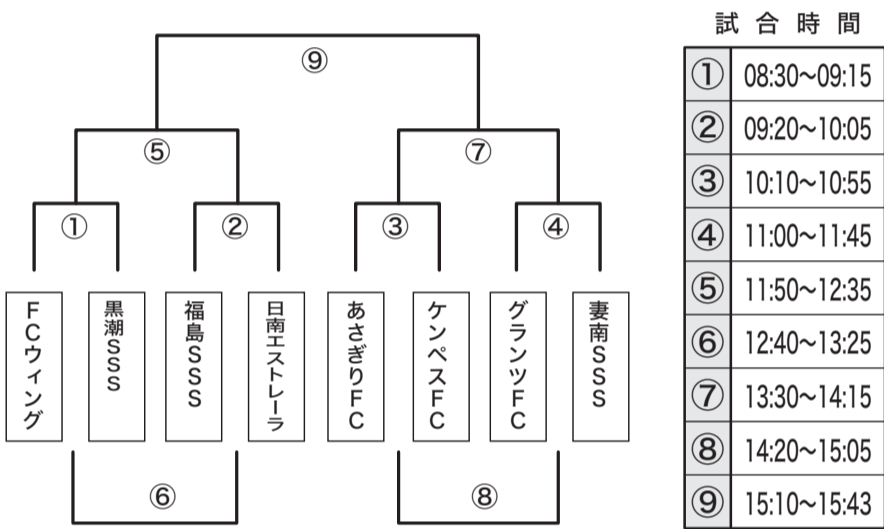 試合時間
⑨
⑤
⑦
①
②
③
④
FCウィング
黒潮SSS
福島SSS
日南エストレーラ
あさぎりFC
ケンペスFC
グランツFC
妻南SSS
⑥
⑧
① 08:30~09:15
② 09:20~10:05
③ 10:10~10:55
④ 11:00~11:45
⑤ 11:50~12:35
⑥ 12:40~13:25
⑦ 13:30~14:15
⑧ 14:20~15:05
⑨ 15:10~15:43